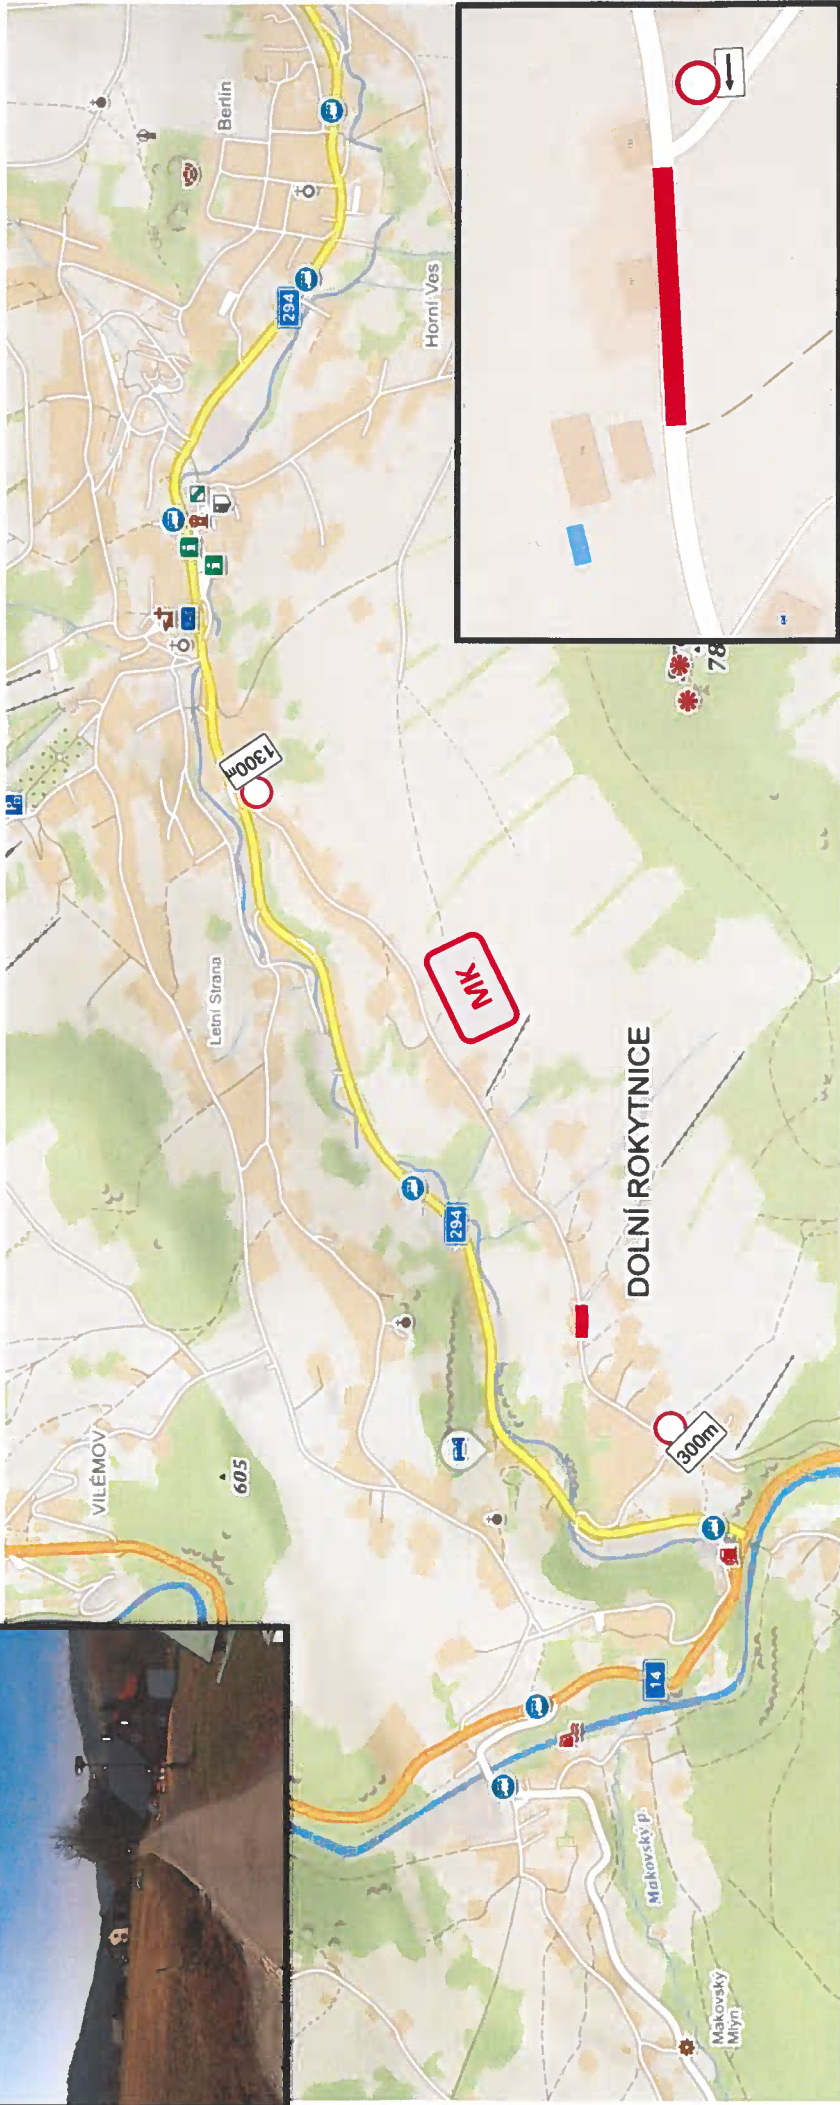 Berlín
294
Horní Ves
1300m
78
Letní Strana
MK
DOLNÍ ROKYTNICE
294
300m
VILÉMOV
605
14
Makovský p.
Makovský
Mlýn